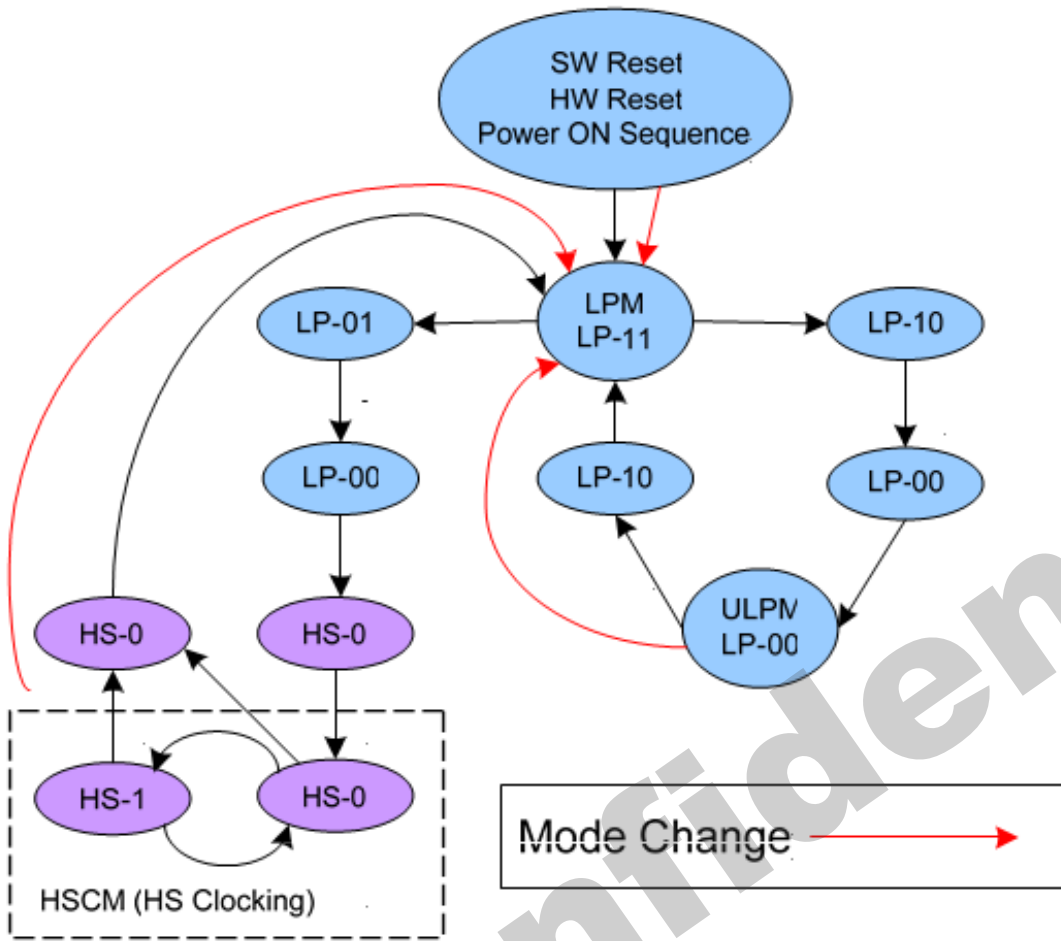 SW Reset
HW Reset
Power ON Sequence
LPM
LP-11
LP-01
LP-10
LP-00
LP-10
LP-00
HS-0
HS-0
ULPM
LP-00
HS-1
HS-0
HSCM (HS Clocking)
Mode Change
nfiden